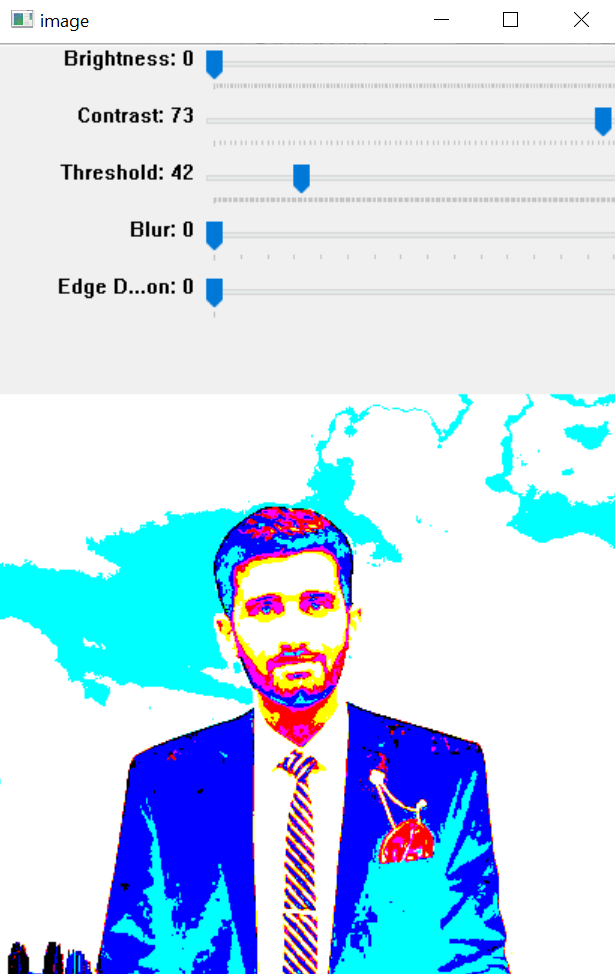 image
Brightness: 0
Contrast: 73
Threshold: 42
Blur: 0
Edge D...on: 0